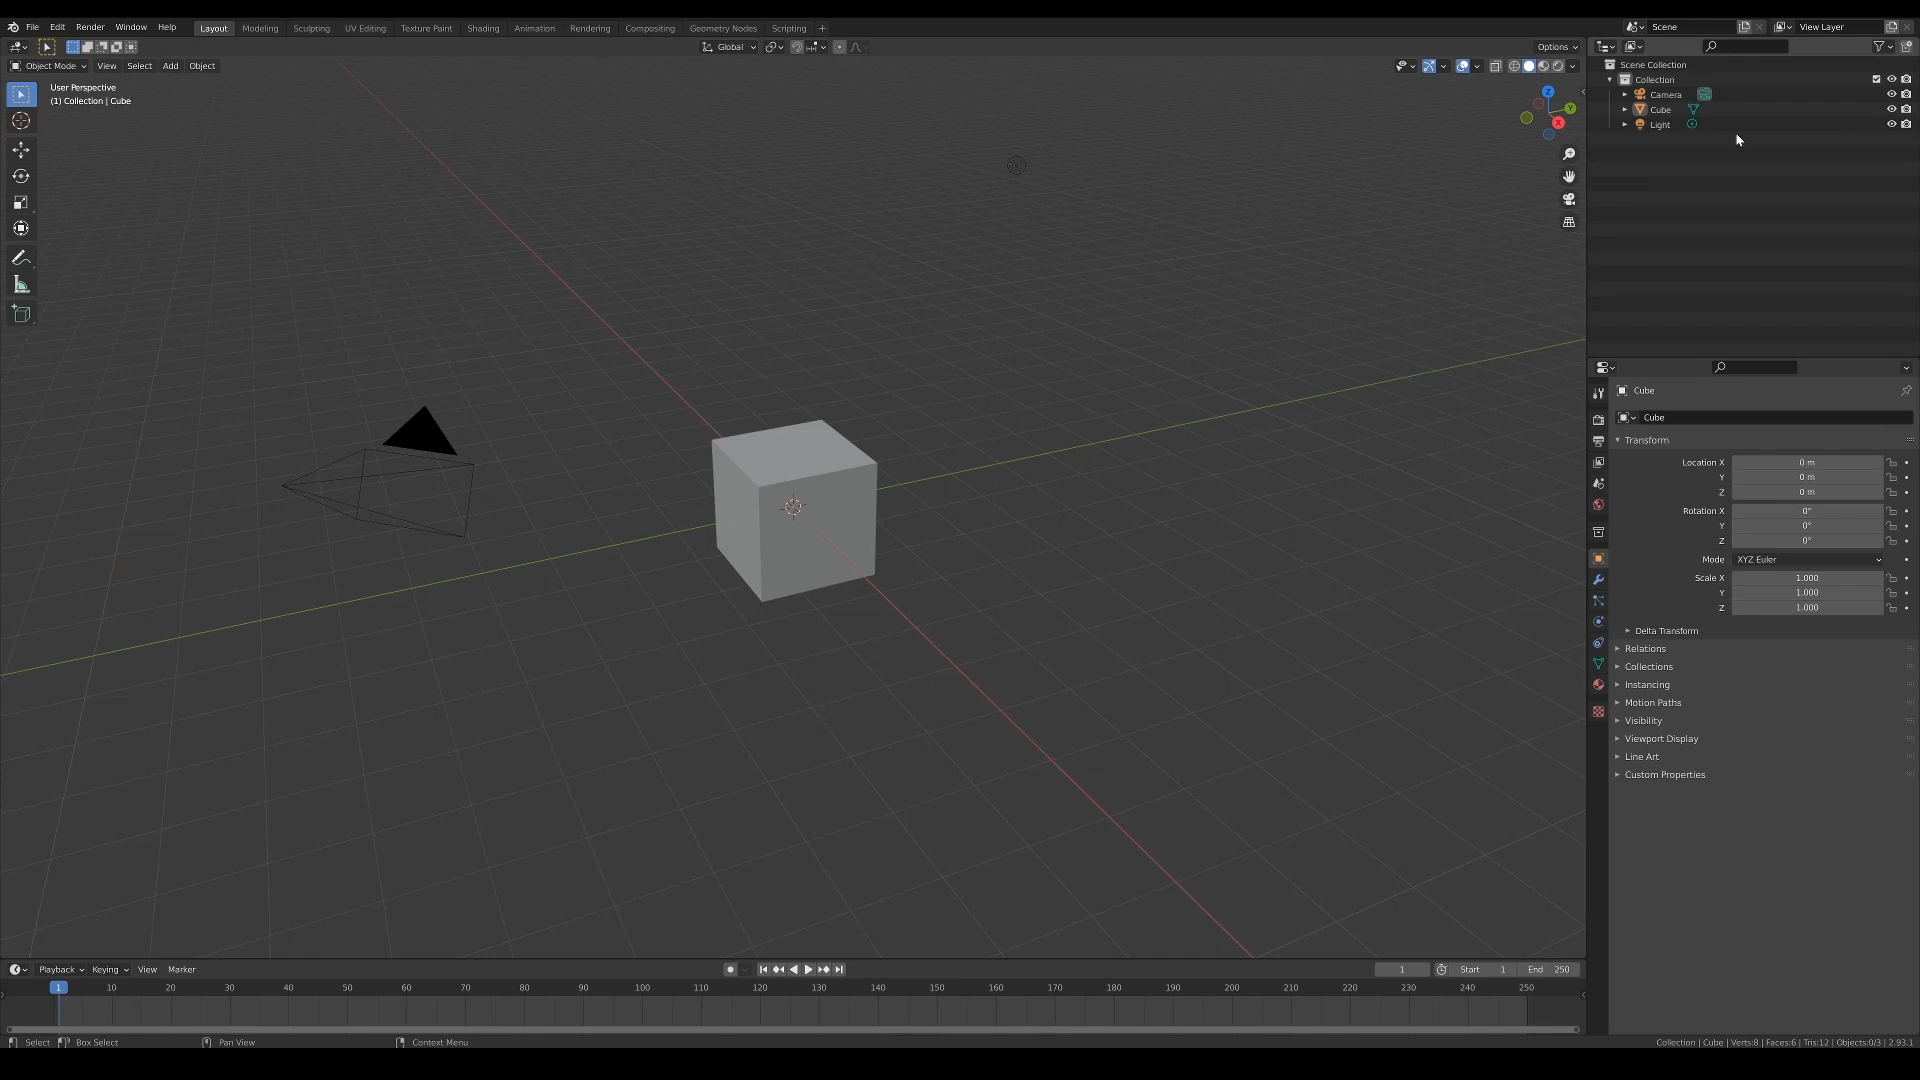 File Edit Render Window Help Layout Modeling Sculpting UV Editing Texture Paint Shading Animation Rendering Compositing Geometry Nodes Scripting + Scene View Layer
Global Options
Object Mode View Select Add Object
User Perspective
(1) Collection | Cube
Z
Y
X
Scene Collection
Collection
Camera
Cube
Light
Cube
Cube
Transform
Location X 0 m
Y 0 m
Z 0 m
Rotation X 0°
Y 0°
Z 0°
Mode XYZ Euler
Scale X 1.000
Y 1.000
Z 1.000
Delta Transform
Relations
Collections
Instancing
Motion Paths
Visibility
Viewport Display
Line Art
Custom Properties
Playback Keying View Marker 1 Start 1 End 250
1 10 20 30 40 50 60 70 80 90 100 110 120 130 140 150 160 170 180 190 200 210 220 230 240 250
Select Box Select Pan View Context Menu Collection | Cube | Verts:8 | Faces:6 | Tris:12 | Objects:0/3 | 2.93.1